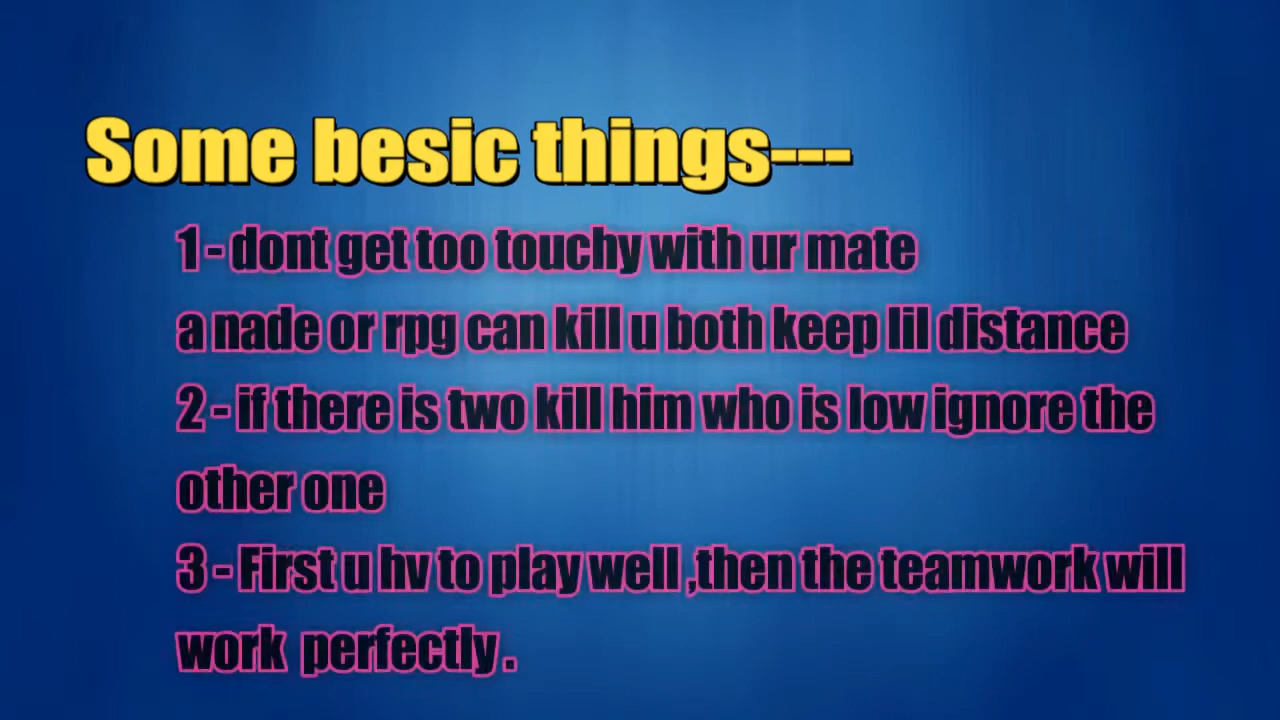 Some besic things---
1 - dont get too touchy with ur mate
a nade or rpg can kill u both keep lil distance
2 - if there is two kill him who is low ignore the
other one
3 - First u hv to play well ,then the teamwork will
work perfectly .